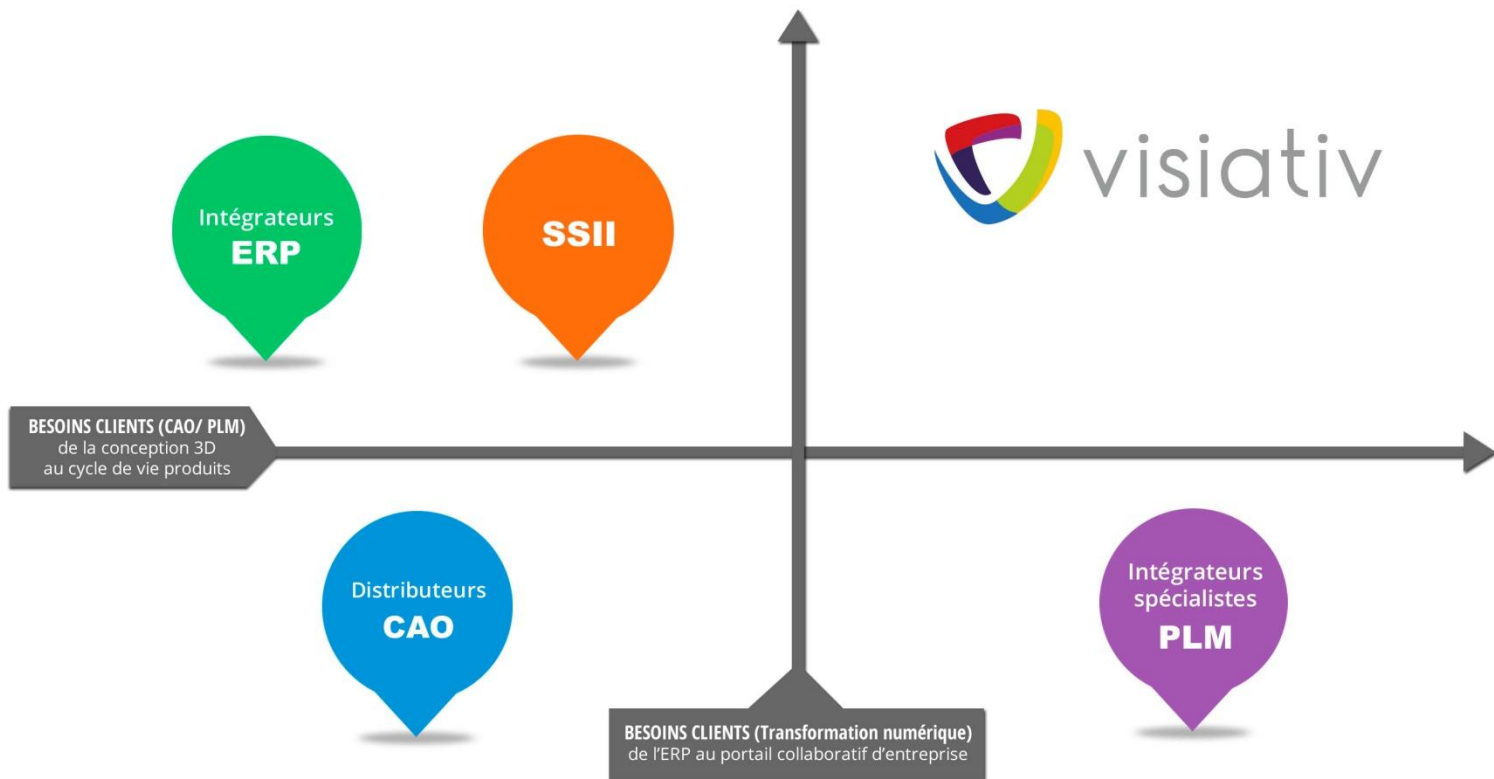 visiativ
Intégrateurs
ERP
SSII
BESOINS CLIENTS (CAO/ PLM)
de la conception 3D
au cycle de vie produits
Distributeurs
CAO
Intégrateurs
spécialistes
PLM
BESOINS CLIENTS (Transformation numérique)
de l'ERP au portail collaboratif d'entreprise